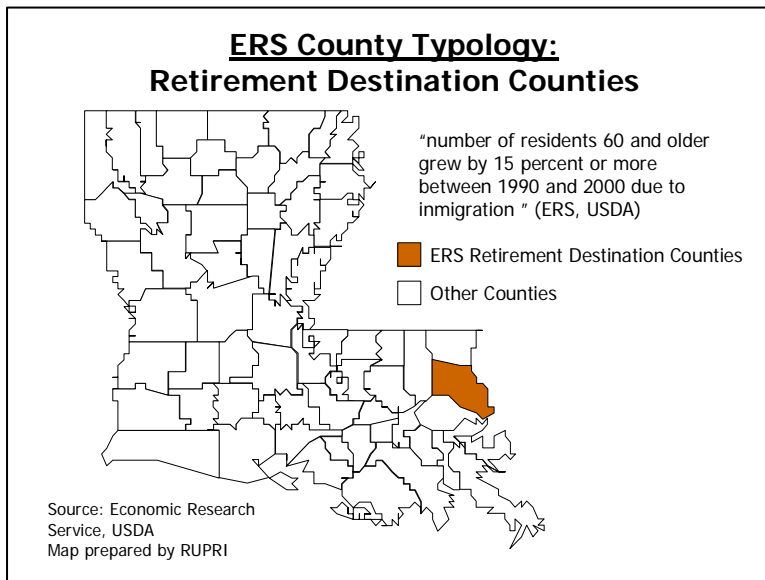 ERS County Typology:
Retirement Destination Counties
"number of residents 60 and older
grew by 15 percent or more
between 1990 and 2000 due to
inmigration " (ERS, USDA)
ERS Retirement Destination Counties
Other Counties
Source: Economic Research
Service, USDA
Map prepared by RUPRI